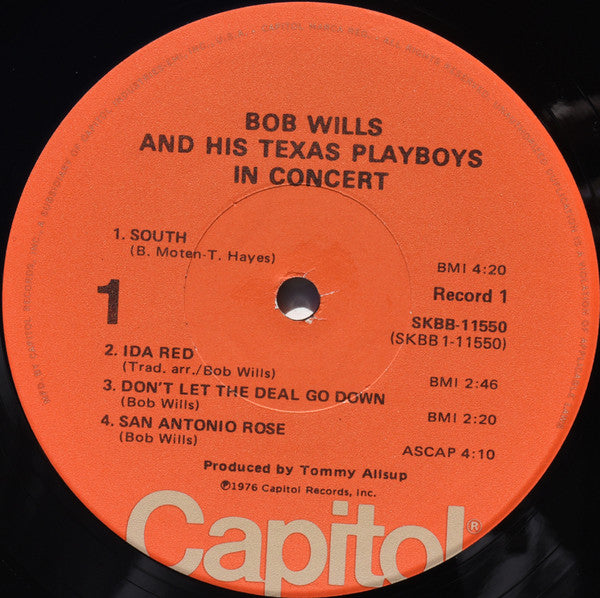 BOB WILLS
AND HIS TEXAS PLAYBOYS
IN CONCERT
1. SOUTH
(B. Moten-T. Hayes)
BMI 4:20
1
Record 1
SKBB-11550
(SKBB 1-11550)
2. IDA RED
(Trad. arr./Bob Wills)
BMI 2:46
3. DON'T LET THE DEAL GO DOWN
(Bob Wills)
BMI 2:20
4. SAN ANTONIO ROSE
(Bob Wills)
ASCAP 4:10
Produced by Tommy Allsup
℗1976 Capitol Records, Inc.
Capitol®